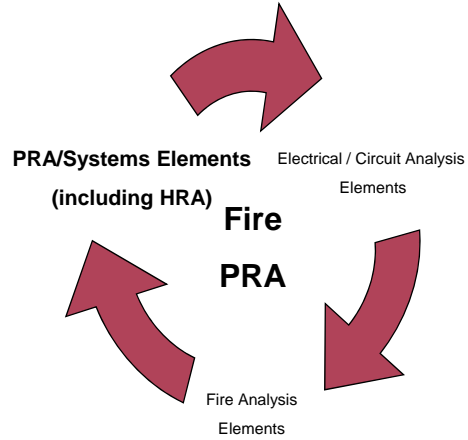 PRA/Systems Elements
(including HRA)
Electrical / Circuit Analysis
Elements
Fire
PRA
Fire Analysis
Elements